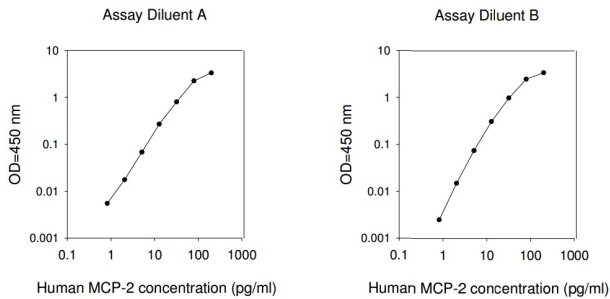 Assay Diluent A
10
1
0.1
0.01
0.001
OD=450 nm
0.1 1 10 100 1000
Human MCP-2 concentration (pg/ml)
Assay Diluent B
10
1
0.1
0.01
0.001
OD=450 nm
0.1 1 10 100 1000
Human MCP-2 concentration (pg/ml)